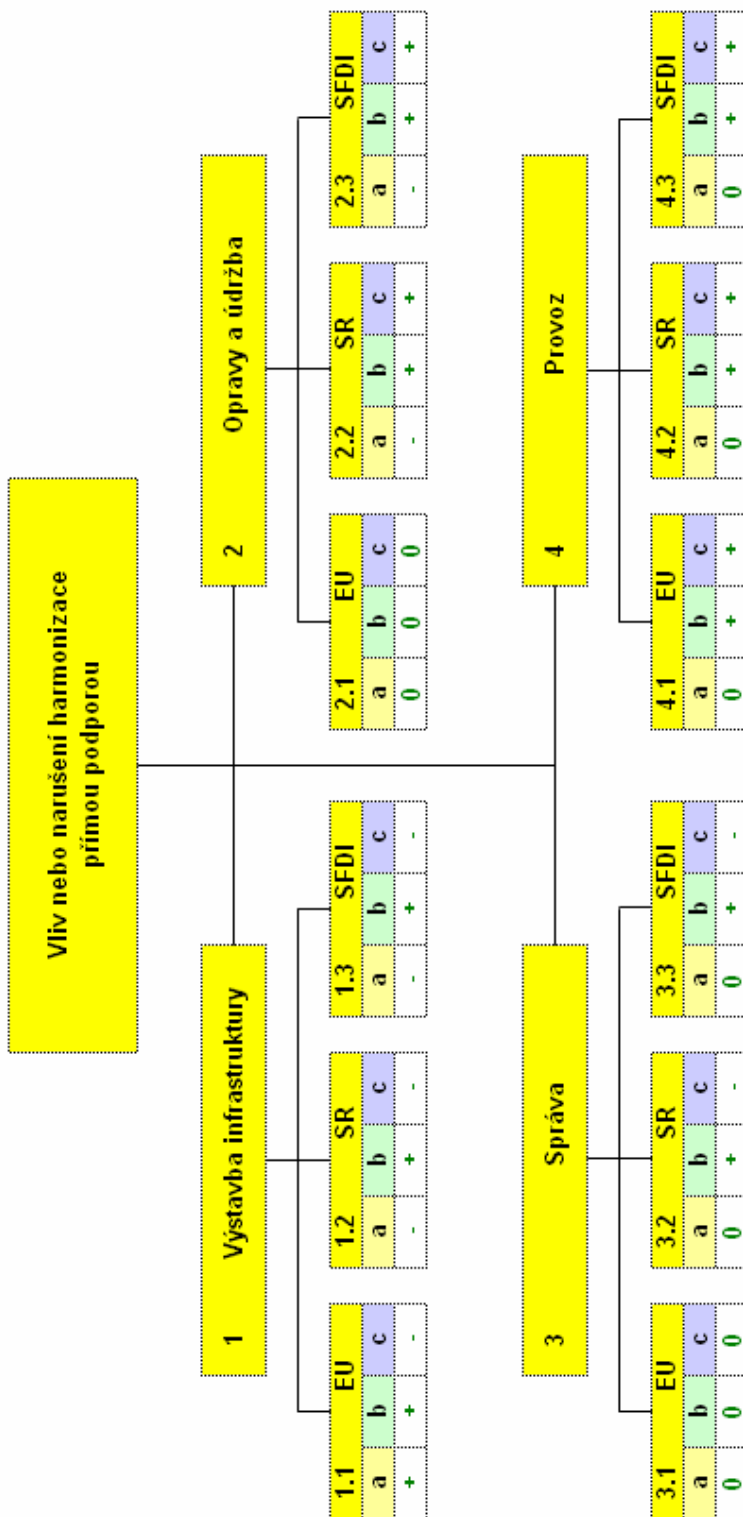 Vliv nebo narušení harmonizace
přímou podporou
1 Výstavba infrastruktury
2 Opravy a údržba
1.1 EU
a b c
+ + -
1.2 SR
a b c
- + -
1.3 SFDI
a b c
- + -
2.1 EU
a b c
0 0 0
2.2 SR
a b c
- + +
2.3 SFDI
a b c
- + +
3 Správa
4 Provoz
3.1 EU
a b c
0 0 0
3.2 SR
a b c
0 + -
3.3 SFDI
a b c
0 + -
4.1 EU
a b c
0 + +
4.2 SR
a b c
0 + +
4.3 SFDI
a b c
0 + +